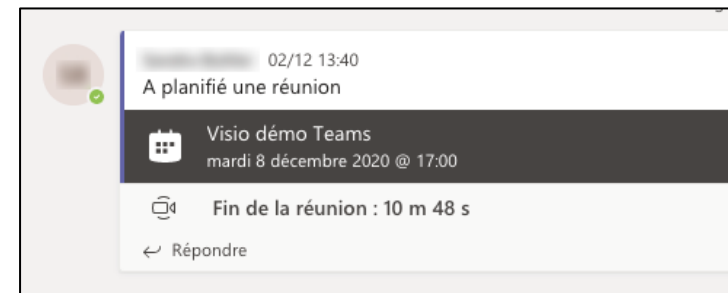 02/12 13:40
A planifié une réunion
Visio démo Teams
mardi 8 décembre 2020 @ 17:00
Fin de la réunion : 10 m 48 s
Répondre